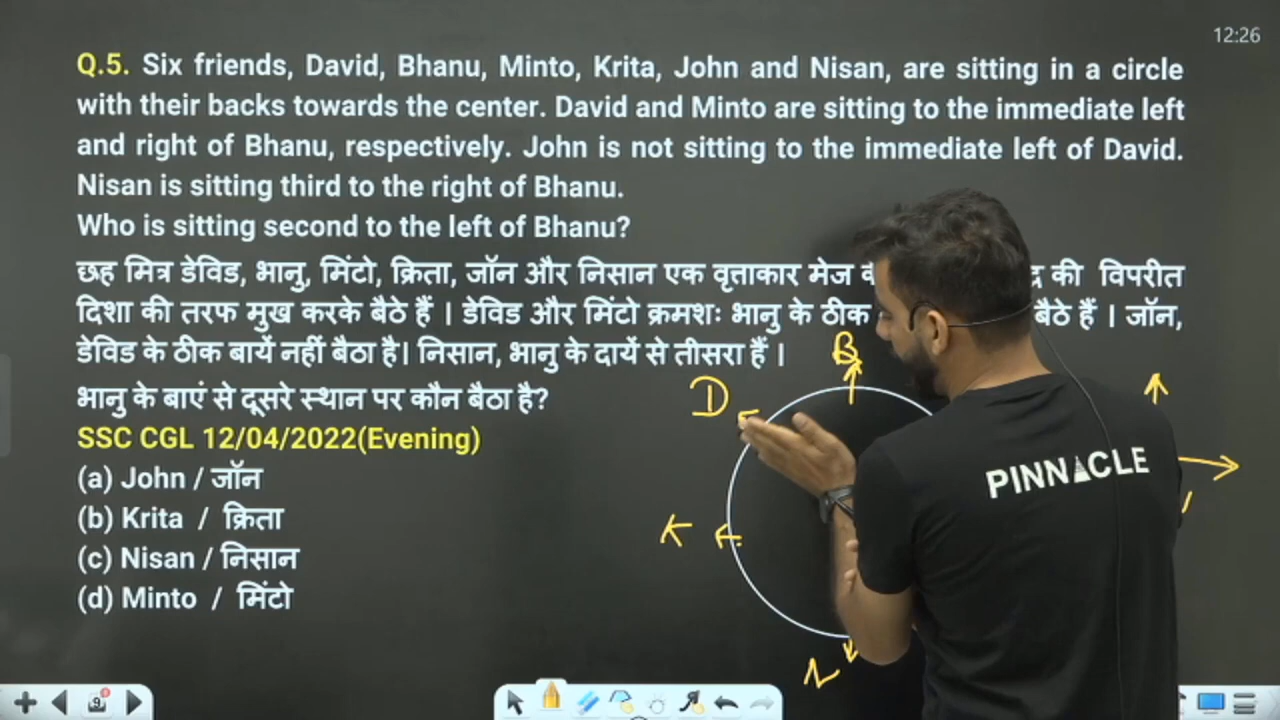 12:26
Q.5. Six friends, David, Bhanu, Minto, Krita, John and Nisan, are sitting in a circle
with their backs towards the center. David and Minto are sitting to the immediate left
and right of Bhanu, respectively. John is not sitting to the immediate left of David.
Nisan is sitting third to the right of Bhanu.
Who is sitting second to the left of Bhanu?
छह मित्र डेविड, भानु, मिंटो, क्रिता, जॉन और निसान एक वृत्ताकार मेज की विपरीत
दिशा की तरफ मुख करके बैठे हैं । डेविड और मिंटो क्रमशः भानु के ठीक बैठे हैं । जॉन,
डेविड के ठीक बायें नहीं बैठा है। निसान, भानु के दायें से तीसरा हैं ।
भानु के बाएं से दूसरे स्थान पर कौन बैठा है?
SSC CGL 12/04/2022(Evening)
(a) John / जॉन
(b) Krita / क्रिता
(c) Nisan / निसान
(d) Minto / मिंटो
B
D
K
N
PINNACLE